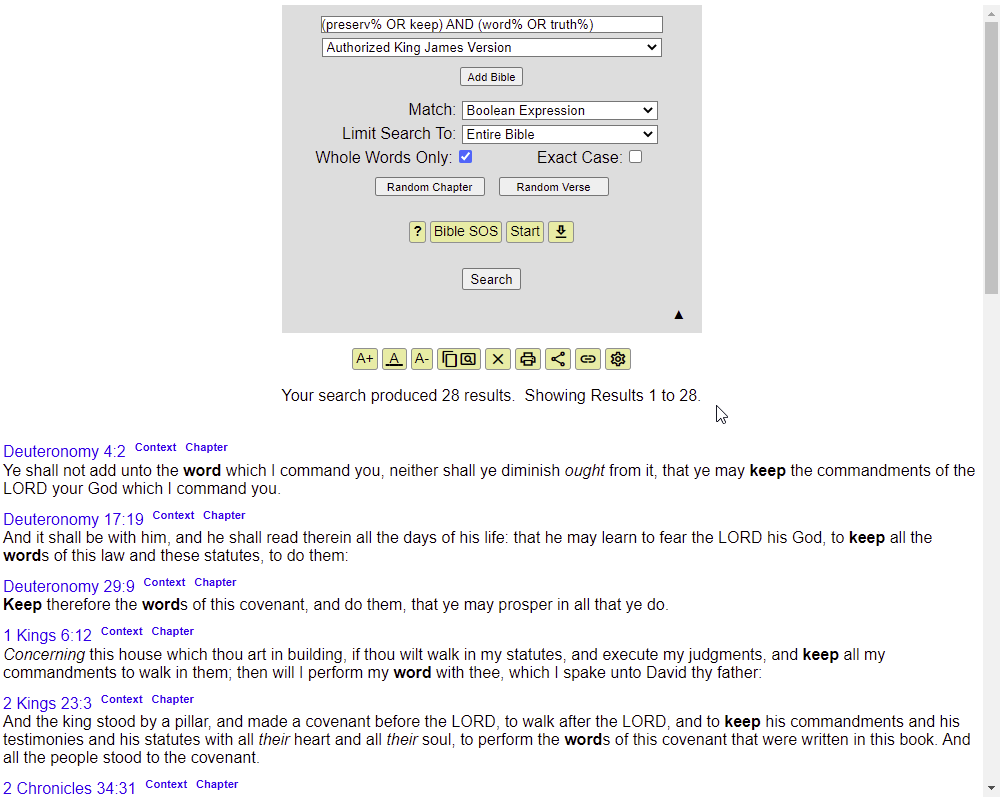 (preserv% OR keep) AND (word% OR truth%)
Authorized King James Version
Add Bible
Match: Boolean Expression
Limit Search To: Entire Bible
Whole Words Only: Exact Case:
Random Chapter Random Verse
? Bible SOS Start
Search
▲
A+ A A-
Your search produced 28 results. Showing Results 1 to 28.
Deuteronomy 4:2 Context Chapter
Ye shall not add unto the word which I command you, neither shall ye diminish ought from it, that ye may keep the commandments of the
LORD your God which I command you.
Deuteronomy 17:19 Context Chapter
And it shall be with him, and he shall read therein all the days of his life: that he may learn to fear the LORD his God, to keep all the
words of this law and these statutes, to do them:
Deuteronomy 29:9 Context Chapter
Keep therefore the words of this covenant, and do them, that ye may prosper in all that ye do.
1 Kings 6:12 Context Chapter
Concerning this house which thou art in building, if thou wilt walk in my statutes, and execute my judgments, and keep all my
commandments to walk in them; then will I perform my word with thee, which I spake unto David thy father:
2 Kings 23:3 Context Chapter
And the king stood by a pillar, and made a covenant before the LORD, to walk after the LORD, and to keep his commandments and his
testimonies and his statutes with all their heart and all their soul, to perform the words of this covenant that were written in this book. And
all the people stood to the covenant.
2 Chronicles 34:31 Context Chapter